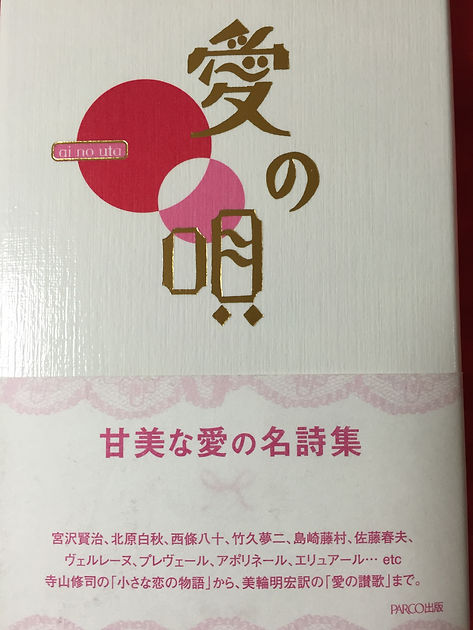 愛の唄
ai no uta
甘美な愛の名詩集
宮沢賢治、北原白秋、西條八十、竹久夢二、島崎藤村、佐藤春夫、
ヴェルレーヌ、プレヴェール、アポリネール、エリュアール… etc
寺山修司の「小さな恋の物語」から、美輪明宏訳の「愛の讃歌」まで。
PARCO出版